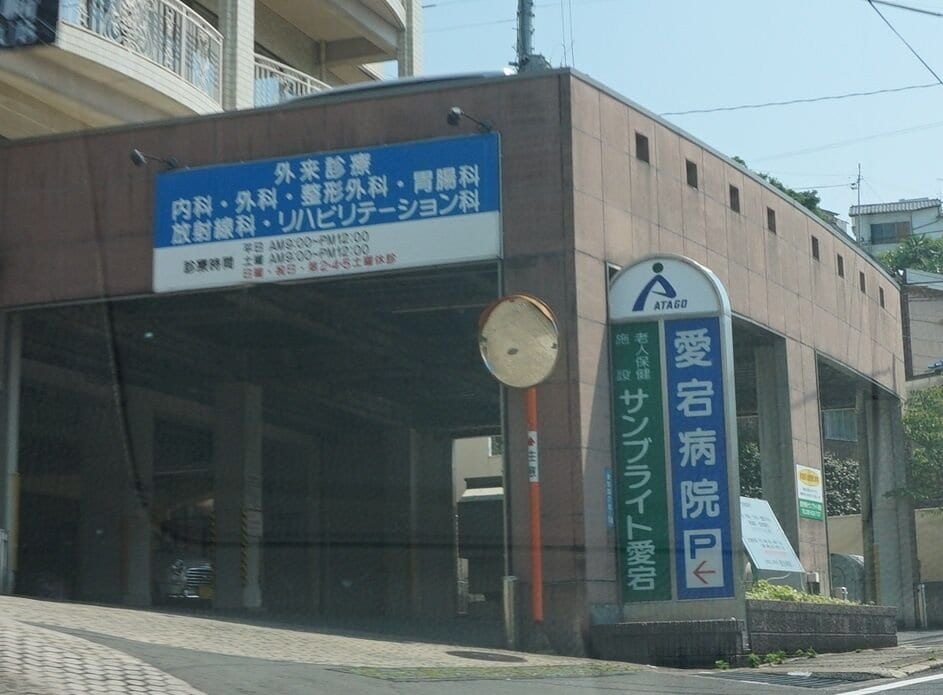 外来診療
内科・外科・整形外科・胃腸科
放射線科・リハビリテーション科
診療時間
平日 AM9:00~PM12:00
土曜 AM9:00~PM12:00
日曜・祝日・第2・4・5土曜休診
ATAGO
老人保健
施設
サンブライト愛宕
愛宕病院
P
注意